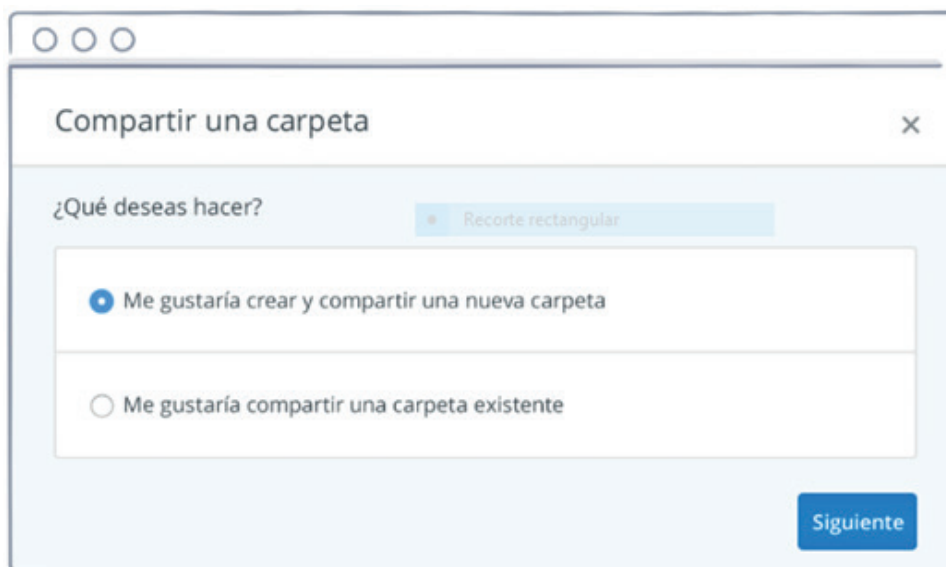 Compartir una carpeta
¿Qué deseas hacer?
Recorte rectangular
Me gustaría crear y compartir una nueva carpeta
Me gustaría compartir una carpeta existente
Siguiente